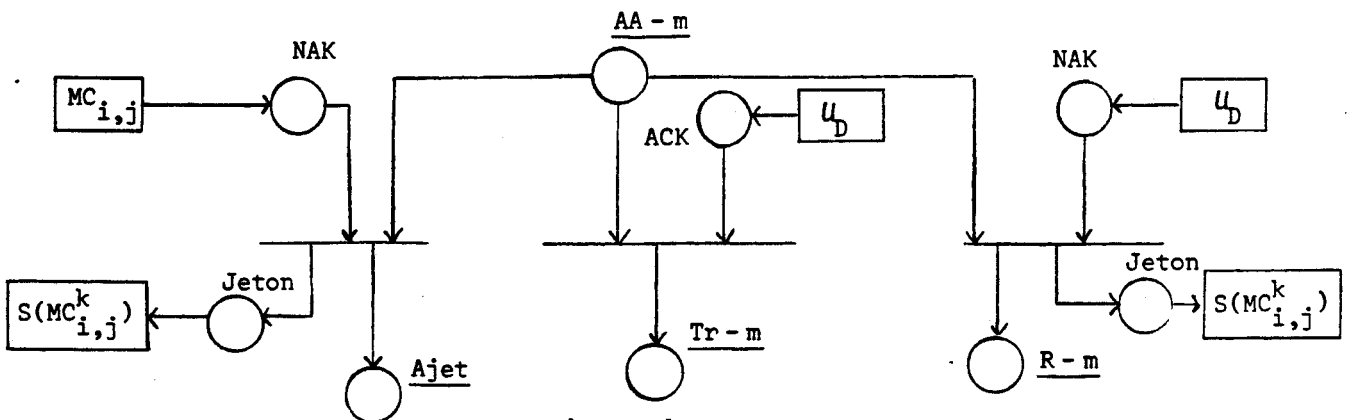 AA - m
NAK
NAK
MC i,j
ACK
U D
U D
Jeton
Jeton
S(MC k i,j)
S(MC k i,j)
Tr - m
Ajet
R - m